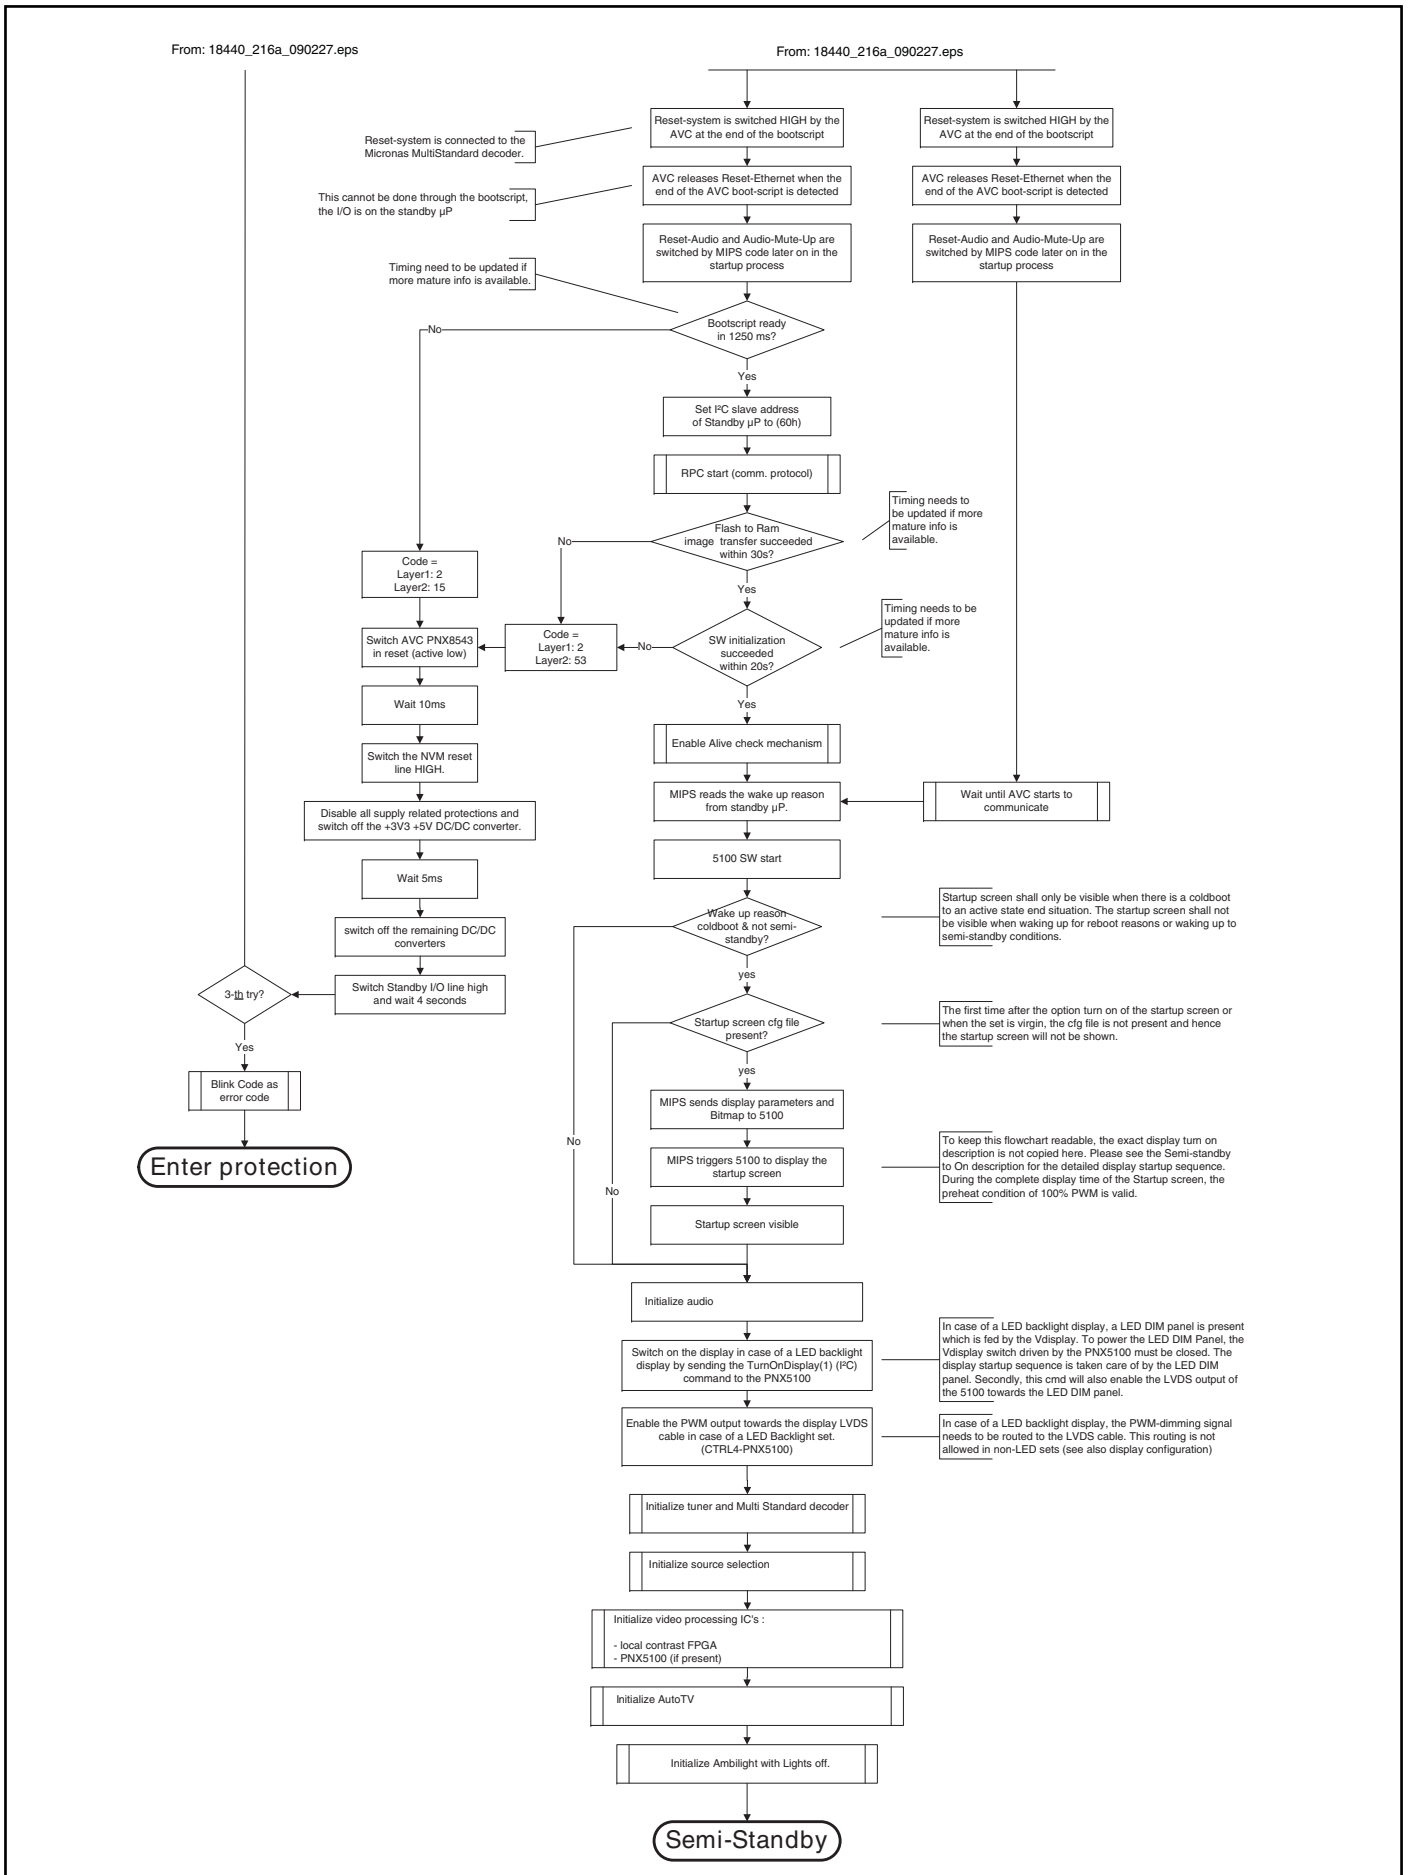 From: 18440_216a_090227.eps
From: 18440_216a_090227.eps
Reset-system is switched HIGH by the
AVC at the end of the bootscript
Reset-system is switched HIGH by the
AVC at the end of the bootscript
Reset-system is connected to the
Micronas MultiStandard decoder.
AVC releases Reset-Ethernet when the
end of the AVC boot-script is detected
AVC releases Reset-Ethernet when the
end of the AVC boot-script is detected
This cannot be done through the bootscript,
the I/O is on the standby µP
Reset-Audio and Audio-Mute-Up are
switched by MIPS code later on in the
startup process
Reset-Audio and Audio-Mute-Up are
switched by MIPS code later on in the
startup process
Timing need to be updated if
more mature info is available.
Bootscript ready
in 1250 ms?
No
Yes
Set I²C slave address
of Standby µP to (60h)
RPC start (comm. protocol)
Timing needs to
be updated if more
mature info is
available.
Flash to Ram
image transfer succeeded
within 30s?
No
Yes
Code =
Layer1: 2
Layer2: 15
Timing needs to be
updated if more
mature info is
available.
SW initialization
succeeded
within 20s?
No
Code =
Layer1: 2
Layer2: 53
Switch AVC PNX8543
in reset (active low)
Yes
Wait 10ms
Enable Alive check mechanism
Switch the NVM reset
line HIGH.
MIPS reads the wake up reason
from standby µP.
Wait until AVC starts to
communicate
Disable all supply related protections and
switch off the +3V3 +5V DC/DC converter.
5100 SW start
Wait 5ms
Wake up reason
coldboot & not semi-
standby?
Startup screen shall only be visible when there is a coldboot
to an active state end situation. The startup screen shall not
be visible when waking up for reboot reasons or waking up to
semi-standby conditions.
switch off the remaining DC/DC
converters
yes
Switch Standby I/O line high
and wait 4 seconds
3-th try?
Startup screen cfg file
present?
The first time after the option turn on of the startup screen or
when the set is virgin, the cfg file is not present and hence
the startup screen will not be shown.
Yes
yes
Blink Code as
error code
MIPS sends display parameters and
Bitmap to 5100
No
Enter protection
MIPS triggers 5100 to display the
startup screen
To keep this flowchart readable, the exact display turn on
description is not copied here. Please see the Semi-standby
to On description for the detailed display startup sequence.
During the complete display time of the Startup screen, the
preheat condition of 100% PWM is valid.
No
Startup screen visible
Initialize audio
Switch on the display in case of a LED backlight
display by sending the TurnOnDisplay(1) (I²C)
command to the PNX5100
In case of a LED backlight display, a LED DIM panel is present
which is fed by the Vdisplay. To power the LED DIM Panel, the
Vdisplay switch driven by the PNX5100 must be closed. The
display startup sequence is taken care of by the LED DIM
panel. Secondly, this cmd will also enable the LVDS output of
the 5100 towards the LED DIM panel.
Enable the PWM output towards the display LVDS
cable in case of a LED Backlight set.
(CTRL4-PNX5100)
In case of a LED backlight display, the PWM-dimming signal
needs to be routed to the LVDS cable. This routing is not
allowed in non-LED sets (see also display configuration)
Initialize tuner and Multi Standard decoder
Initialize source selection
Initialize video processing IC's :
- local contrast FPGA
- PNX5100 (if present)
Initialize AutoTV
Initialize Ambilight with Lights off.
Semi-Standby